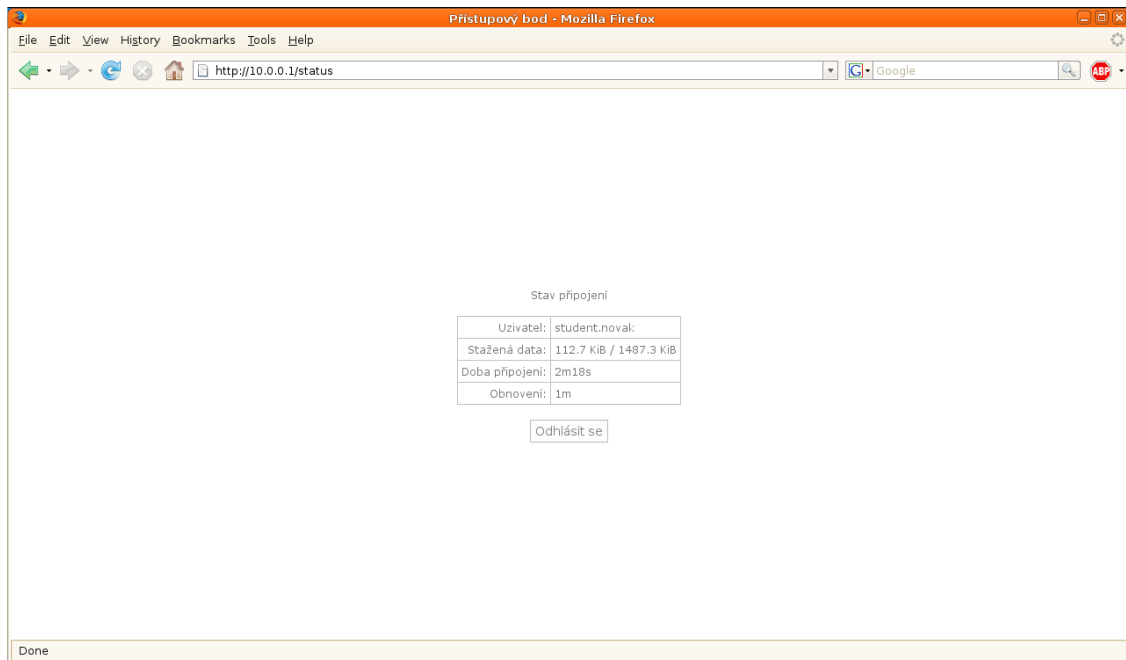 Přístupový bod - Mozilla Firefox
File Edit View History Bookmarks Tools Help
http://10.0.0.1/status G Google ABP
Stav připojení
Uzivatel: student.novak
Stažená data: 112.7 KiB / 1487.3 KiB
Doba připojení: 2m18s
Obnovení: 1m
Odhlásit se
Done